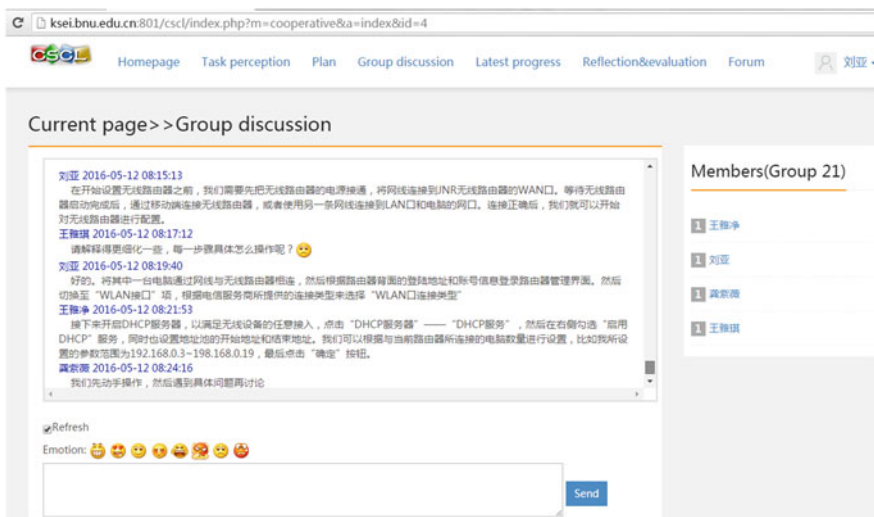 ksei.bnu.edu.cn:801/cscl/index.php?m=cooperative&a=index&id=4
CSCL Homepage Task perception Plan Group discussion Latest progress Reflection&evaluation Forum 刘亚
Current page>>Group discussion
刘亚 2016-05-12 08:15:13
在开始设置无线路由器之前，我们需要先把无线路由器的电源接通，将网线连接到JNR无线路由器的WAN口。等待无线路由
器启动完成后，通过移动端连接无线路由器，或者使用另一条网线连接到LAN口和电脑的网口。连接正确后，我们就可以开始
对无线路由器进行配置。
王雅琪 2016-05-12 08:17:12
请解释得更细化一些，每一步骤具体怎么操作呢？
刘亚 2016-05-12 08:19:40
好的。将其中一台电脑通过网线与无线路由器相连，然后根据路由器背面的登陆地址和账号信息登录路由器管理界面。然后
切换至“WLAN接口”项，根据电信服务商所提供的连接类型来选择“WLAN口连接类型”
王雅净 2016-05-12 08:21:53
接下来开启DHCP服务器，以满足无线设备的任意接入，点击“DHCP服务器”——“DHCP服务”，然后在右侧勾选“启用
DHCP”服务，同时也设置地址池的开始地址和结束地址。我们可以根据与当前路由器所连接的电脑数量进行设置，比如我所设
置的参数范围为192.168.0.3~198.168.0.19，最后点击“确定”按钮。
龚紫薇 2016-05-12 08:24:16
我们先动手操作，然后遇到具体问题再讨论
Refresh
Emotion:
Send
Members(Group 21)
1 王雅净
1 刘亚
1 龚紫薇
1 王雅琪